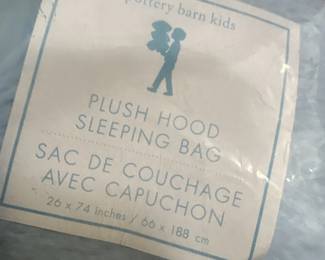 pottery barn kids
PLUSH HOOD
SLEEPING BAG
SAC DE COUCHAGE
AVEC CAPUCHON
26 x 74 inches / 66 x 188 cm